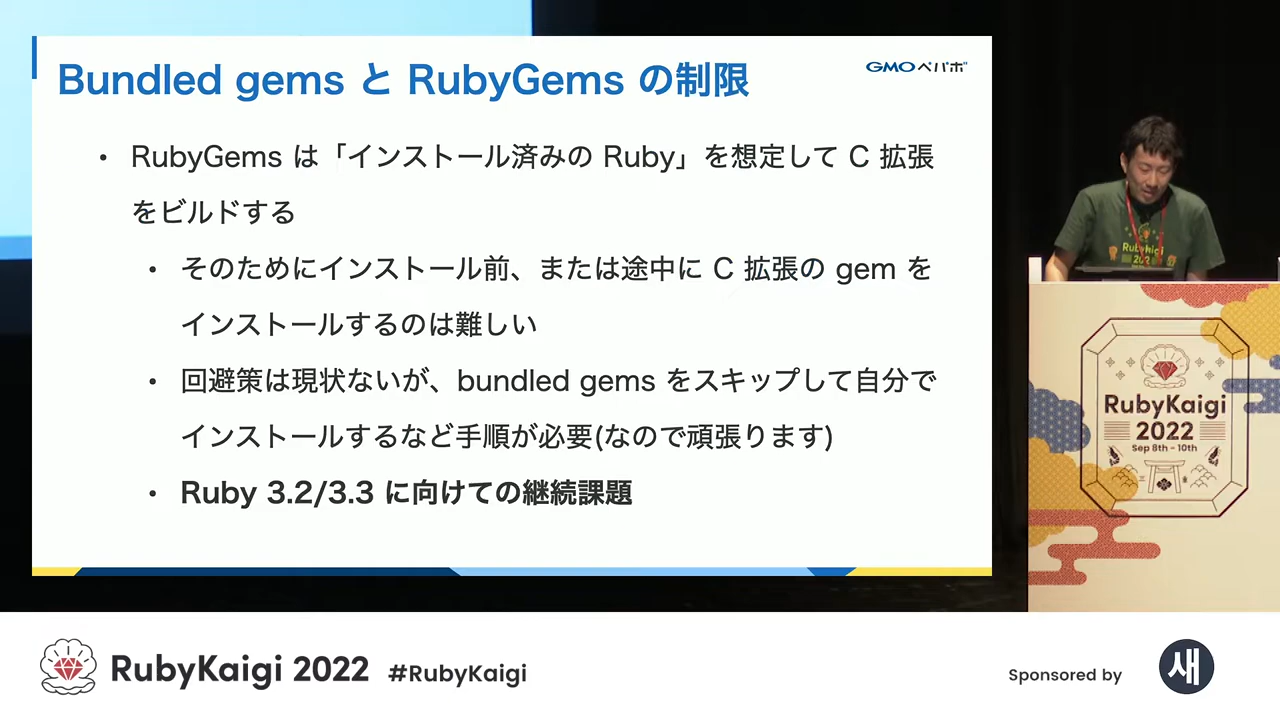 Bundled gems と RubyGems の制限
GMOペパボ
• RubyGems は「インストール済みの Ruby」を想定して C 拡張
をビルドする
• そのためにインストール前、または途中に C 拡張の gem を
インストールするのは難しい
• 回避策は現状ないが、bundled gems をスキップして自分で
インストールするなど手順が必要(なので頑張ります)
• Ruby 3.2/3.3 に向けての継続課題
RubyKaigi
202
RubyKaigi
2022
Sep 8th - 10th
RubyKaigi 2022 #RubyKaigi
Sponsored by
새